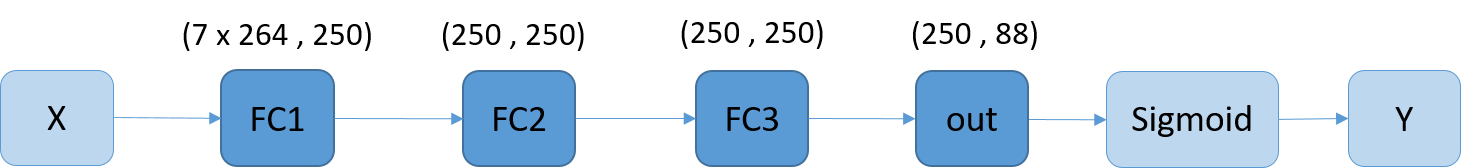 (7 x 264 , 250) (250 , 250) (250 , 250) (250 , 88)
X FC1 FC2 FC3 out Sigmoid Y